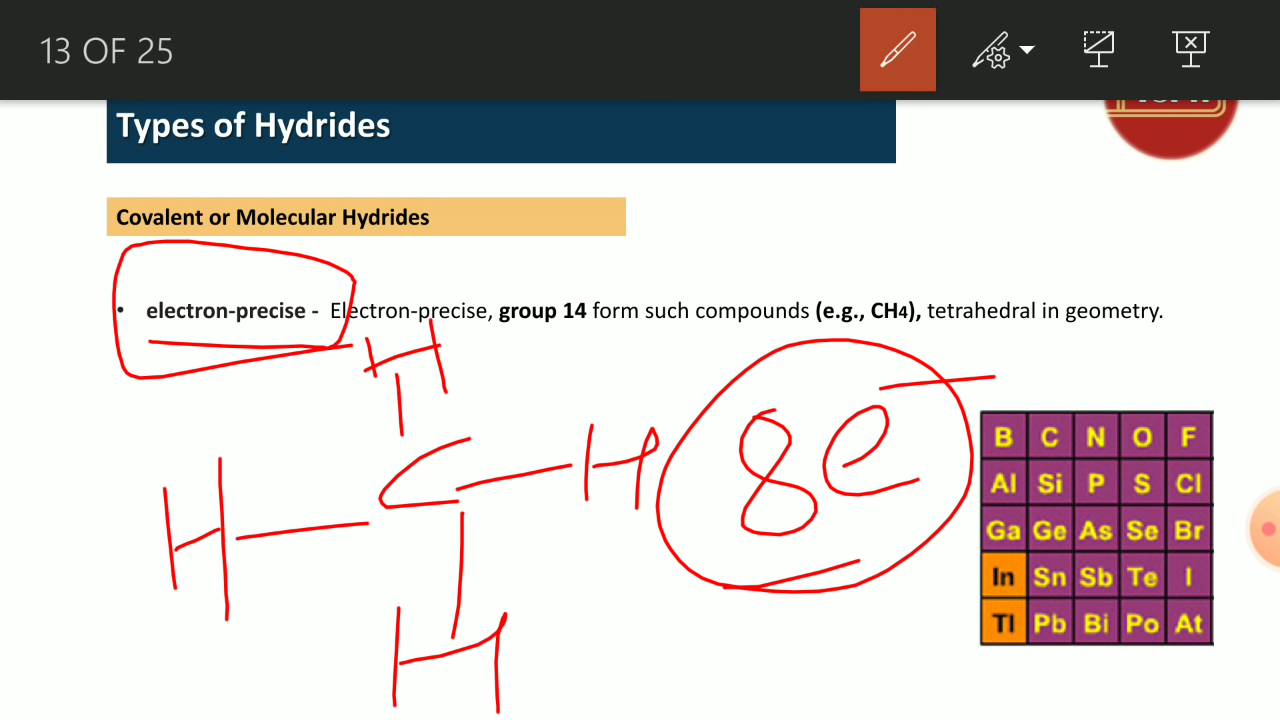 13 OF 25
Types of Hydrides
Covalent or Molecular Hydrides
• electron-precise - Electron-precise, group 14 form such compounds (e.g., CH4), tetrahedral in geometry.
H
C H
H
H
8e⁻
B C N O F
Al Si P S Cl
Ga Ge As Se Br
In Sn Sb Te I
Tl Pb Bi Po At